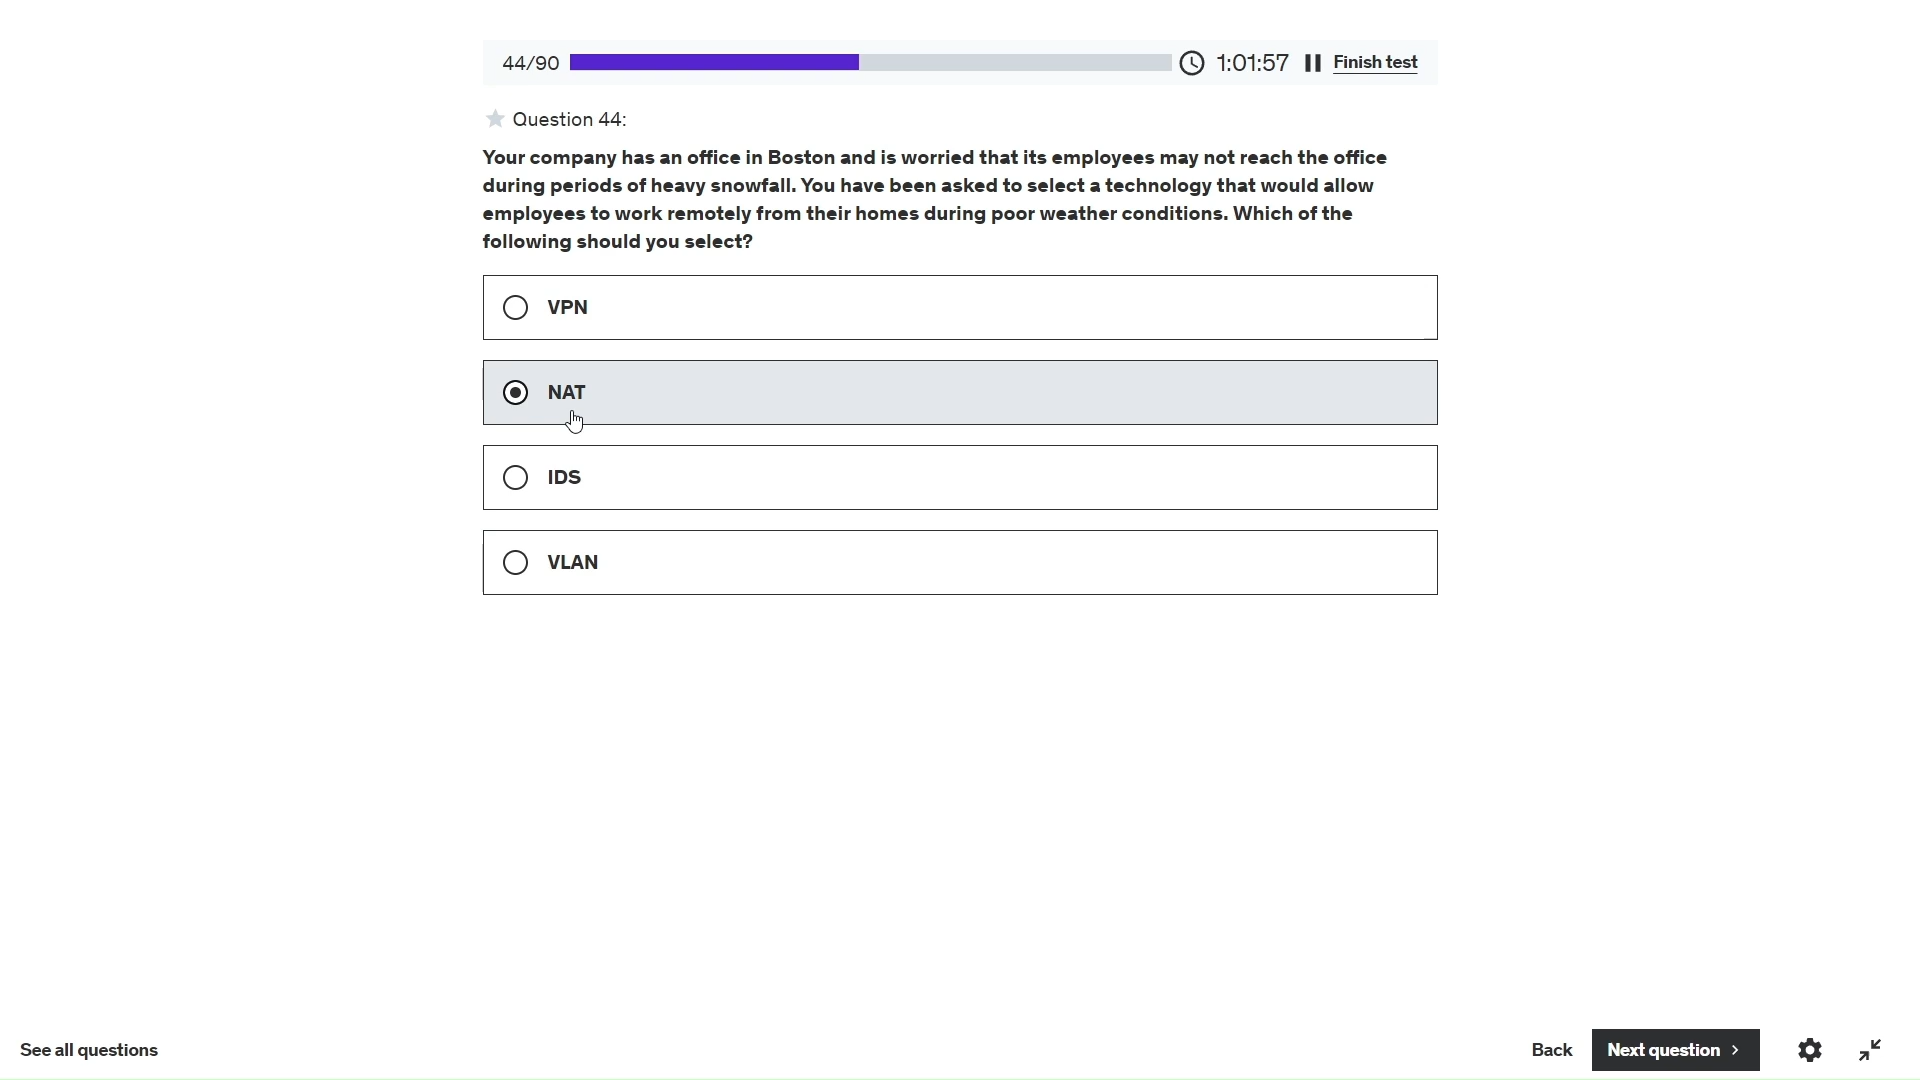 44/90
1:01:57
Finish test
Question 44:
Your company has an office in Boston and is worried that its employees may not reach the office
during periods of heavy snowfall. You have been asked to select a technology that would allow
employees to work remotely from their homes during poor weather conditions. Which of the
following should you select?
VPN
NAT
IDS
VLAN
See all questions
Back
Next question